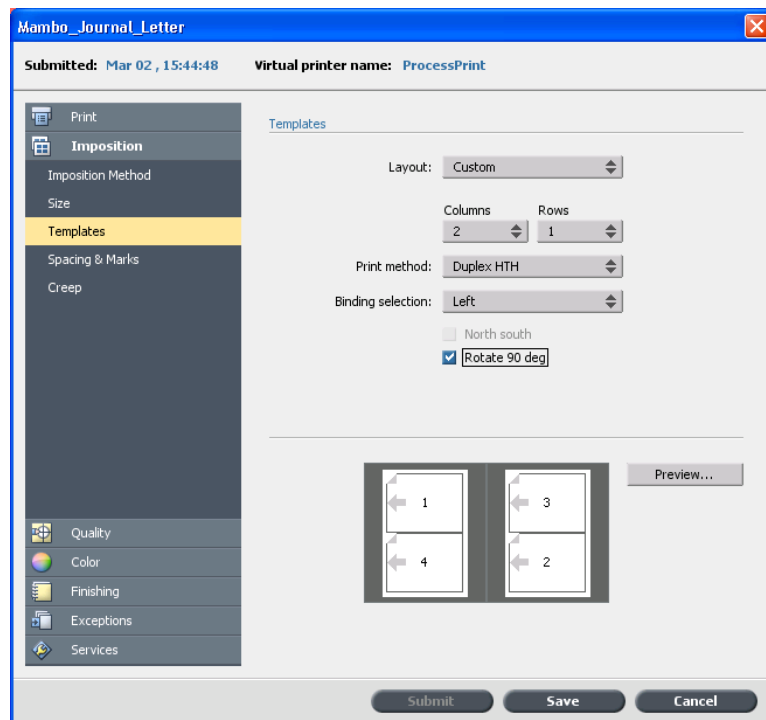 Mambo_Journal_Letter
Submitted: Mar 02 , 15:44:48 Virtual printer name: ProcessPrint
Print
Imposition
Imposition Method
Size
Templates
Spacing & Marks
Creep
Quality
Color
Finishing
Exceptions
Services
Templates
Layout: Custom
Columns Rows
2 1
Print method: Duplex HTH
Binding selection: Left
North south
Rotate 90 deg
1 3
4 2
Preview...
Submit Save Cancel